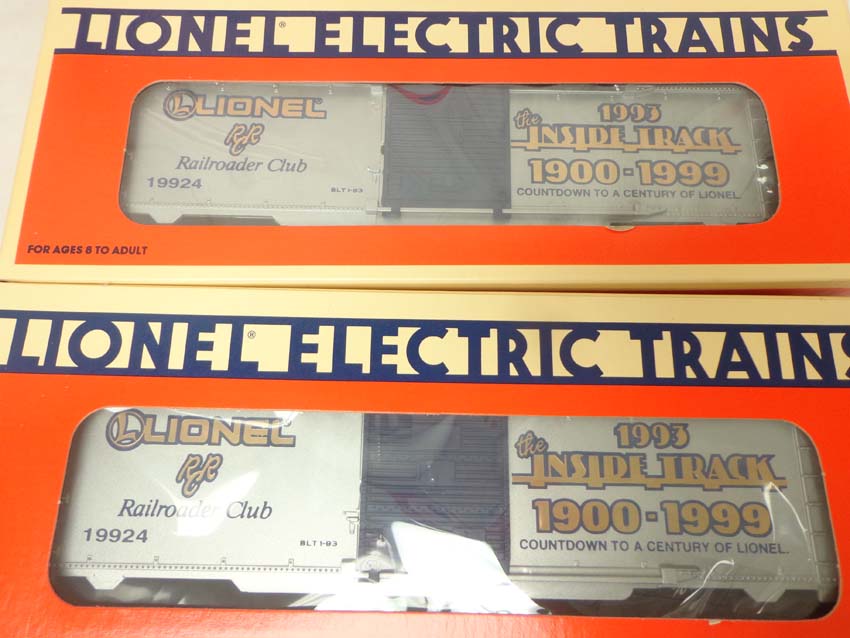 LIONEL® ELECTRIC TRAINS
LIONEL®
RRC
Railroader Club
19924
BLT 1-93
1993
the
INSIDE TRACK
1900-1999
COUNTDOWN TO A CENTURY OF LIONEL.
FOR AGES 8 TO ADULT
LIONEL® ELECTRIC TRAINS
LIONEL
RRC
Railroader Club
19924
BLT 1-93
1993
the
INSIDE TRACK
1900-1999
COUNTDOWN TO A CENTURY OF LIONEL.